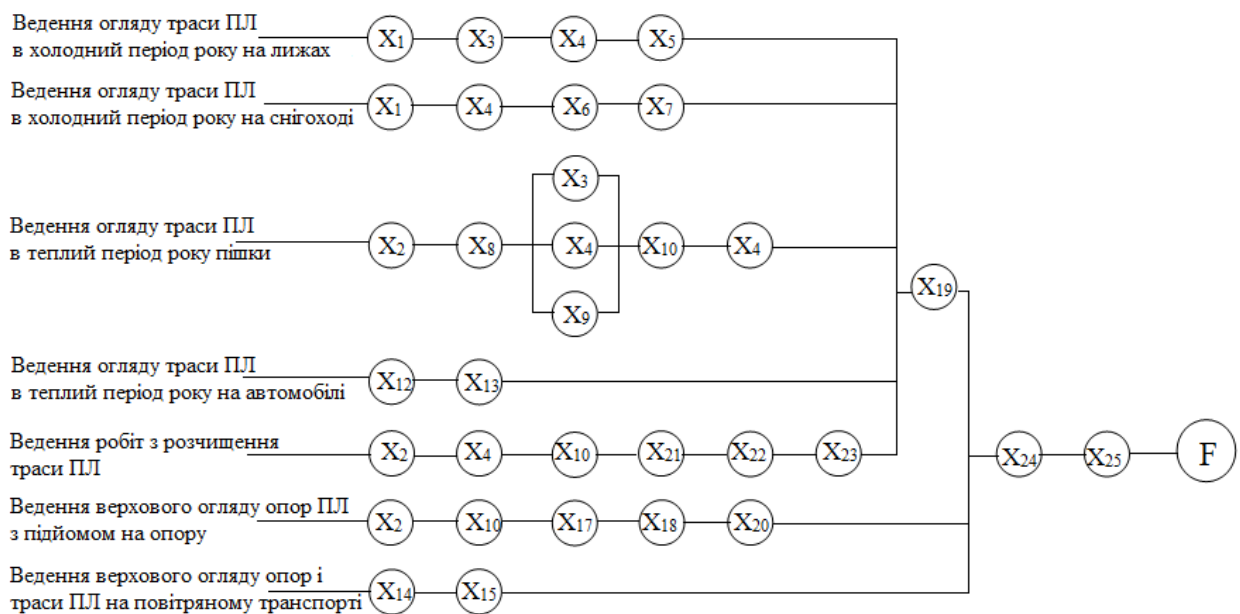 Ведення огляду траси ПЛ
в холодний період року на лижах
X1 X3 X4 X5
Ведення огляду траси ПЛ
в холодний період року на снігоході
X1 X4 X6 X7
X3
Ведення огляду траси ПЛ
в теплий період року пішки
X2 X8 X4 X10 X4
X9
X19
Ведення огляду траси ПЛ
в теплий період року на автомобілі
X12 X13
Ведення робіт з розчищення
траси ПЛ
X2 X4 X10 X21 X22 X23
X24 X25 F
Ведення верхового огляду опор ПЛ
з підйомом на опору
X2 X10 X17 X18 X20
Ведення верхового огляду опор і
траси ПЛ на повітряному транспорті
X14 X15